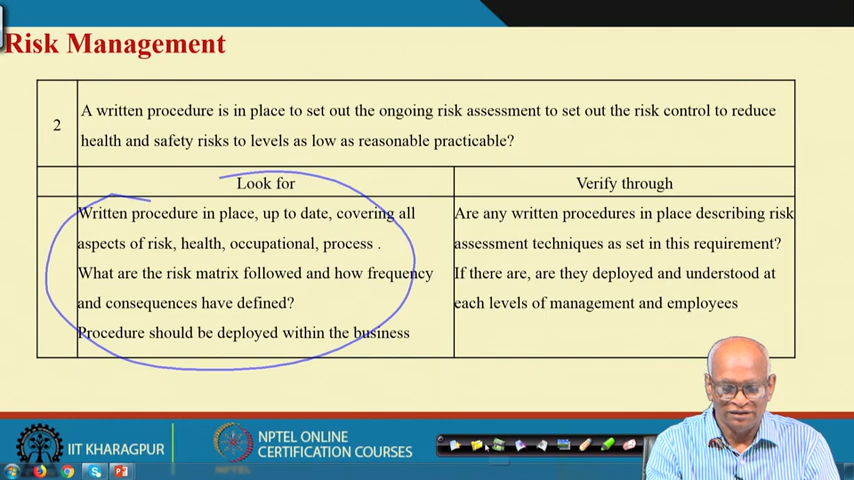 Risk Management
2
A written procedure is in place to set out the ongoing risk assessment to set out the risk control to reduce
health and safety risks to levels as low as reasonable practicable?
Look for
Verify through
Written procedure in place, up to date, covering all
aspects of risk, health, occupational, process .
What are the risk matrix followed and how frequency
and consequences have defined?
Procedure should be deployed within the business
Are any written procedures in place describing risk
assessment techniques as set in this requirement?
If there are, are they deployed and understood at
each levels of management and employees
IIT KHARAGPUR
NPTEL ONLINE
CERTIFICATION COURSES